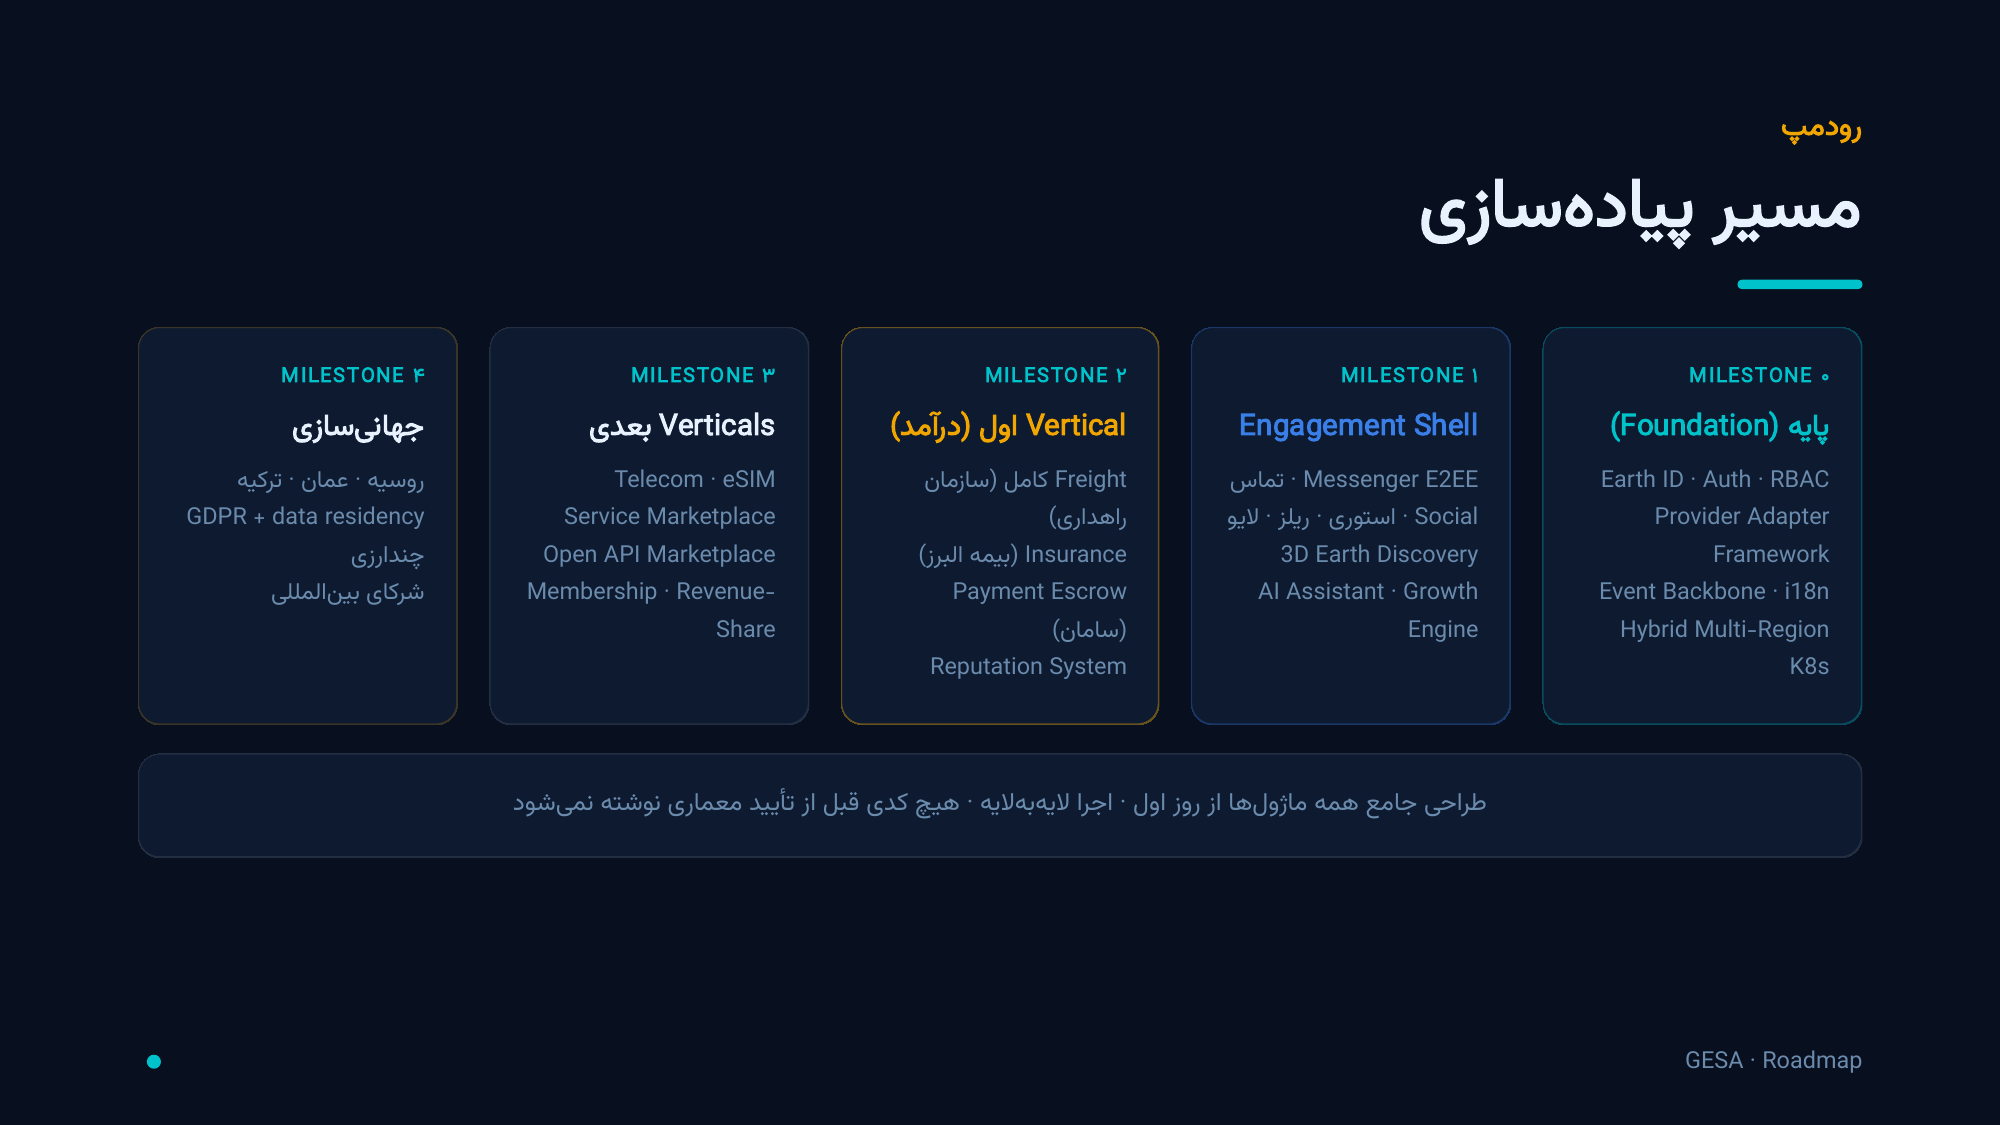 رودمپ
مسیر پیاده‌سازی
MILESTONE ۰
پایه (Foundation)
Earth ID · Auth · RBAC
Provider Adapter
Framework
Event Backbone · i18n
Hybrid Multi-Region
K8s
MILESTONE ۱
Engagement Shell
Messenger E2EE · تماس
Social · استوری · ریلز · لایو
3D Earth Discovery
AI Assistant · Growth
Engine
MILESTONE ۲
Vertical اول (درآمد)
Freight کامل (سازمان
راهداری)
Insurance (بیمه البرز)
Payment Escrow
(سامان)
Reputation System
MILESTONE ۳
Verticals بعدی
Telecom · eSIM
Service Marketplace
Open API Marketplace
Membership · Revenue-
Share
MILESTONE ۴
جهانی‌سازی
روسیه · عمان · ترکیه
GDPR + data residency
چندارزی
شرکای بین‌المللی
طراحی جامع همه ماژول‌ها از روز اول · اجرا لایه‌به‌لایه · هیچ کدی قبل از تأیید معماری نوشته نمی‌شود
GESA · Roadmap